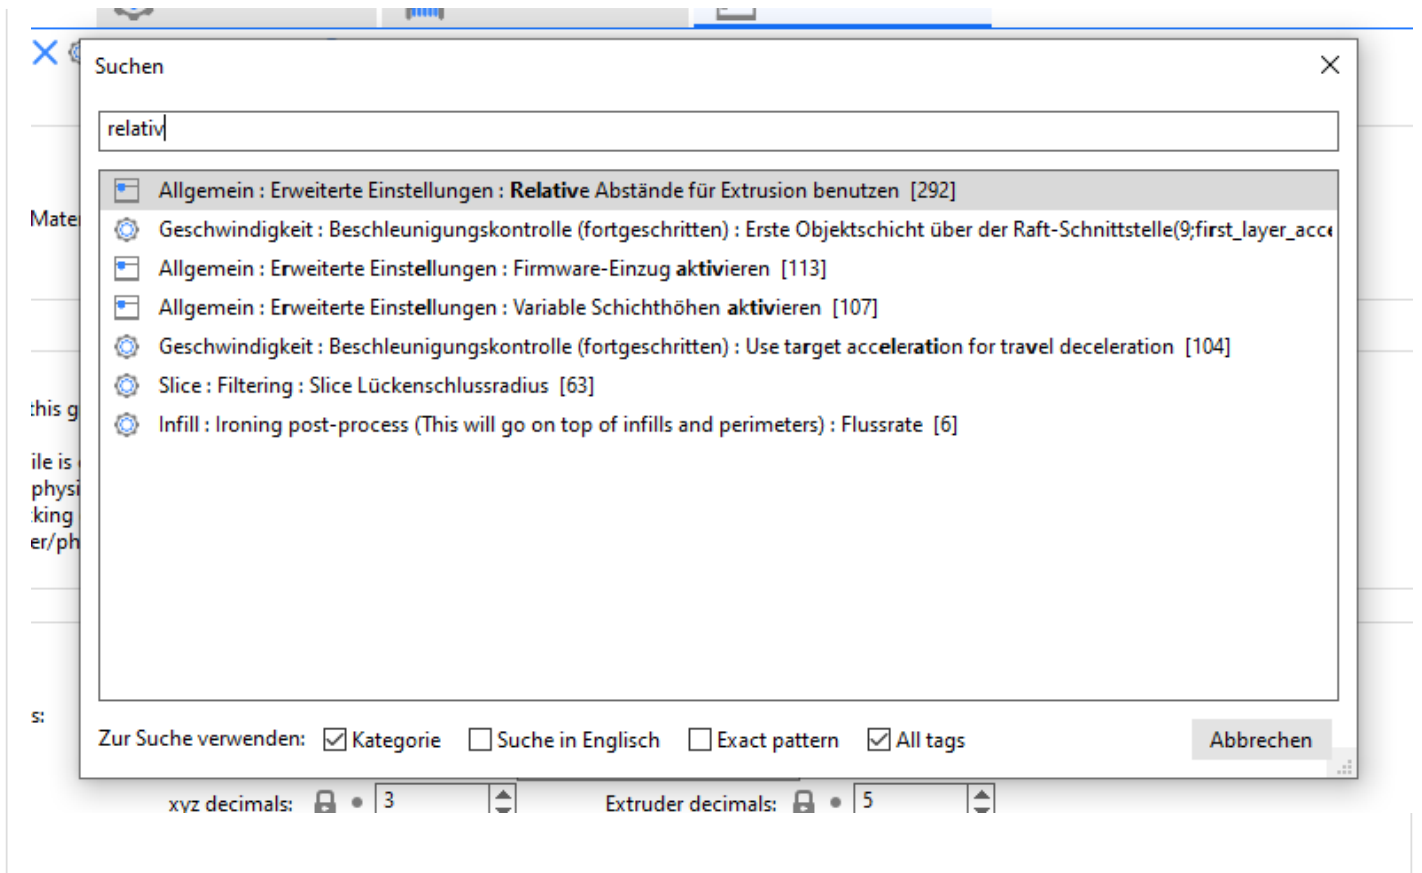 Suchen
relativ
Allgemein : Erweiterte Einstellungen : Relative Abstände für Extrusion benutzen [292]
Geschwindigkeit : Beschleunigungskontrolle (fortgeschritten) : Erste Objektschicht über der Raft-Schnittstelle(9;first_layer_acce
Allgemein : Erweiterte Einstellungen : Firmware-Einzug aktivieren [113]
Allgemein : Erweiterte Einstellungen : Variable Schichthöhen aktivieren [107]
Geschwindigkeit : Beschleunigungskontrolle (fortgeschritten) : Use target acceleration for travel deceleration [104]
Slice : Filtering : Slice Lückenschlussradius [63]
Infill : Ironing post-process (This will go on top of infills and perimeters) : Flussrate [6]
Mate
this g
ile is
physi
king
er/ph
s:
Zur Suche verwenden: Kategorie Suche in Englisch Exact pattern All tags Abbrechen
xyz decimals: 3 Extruder decimals: 5